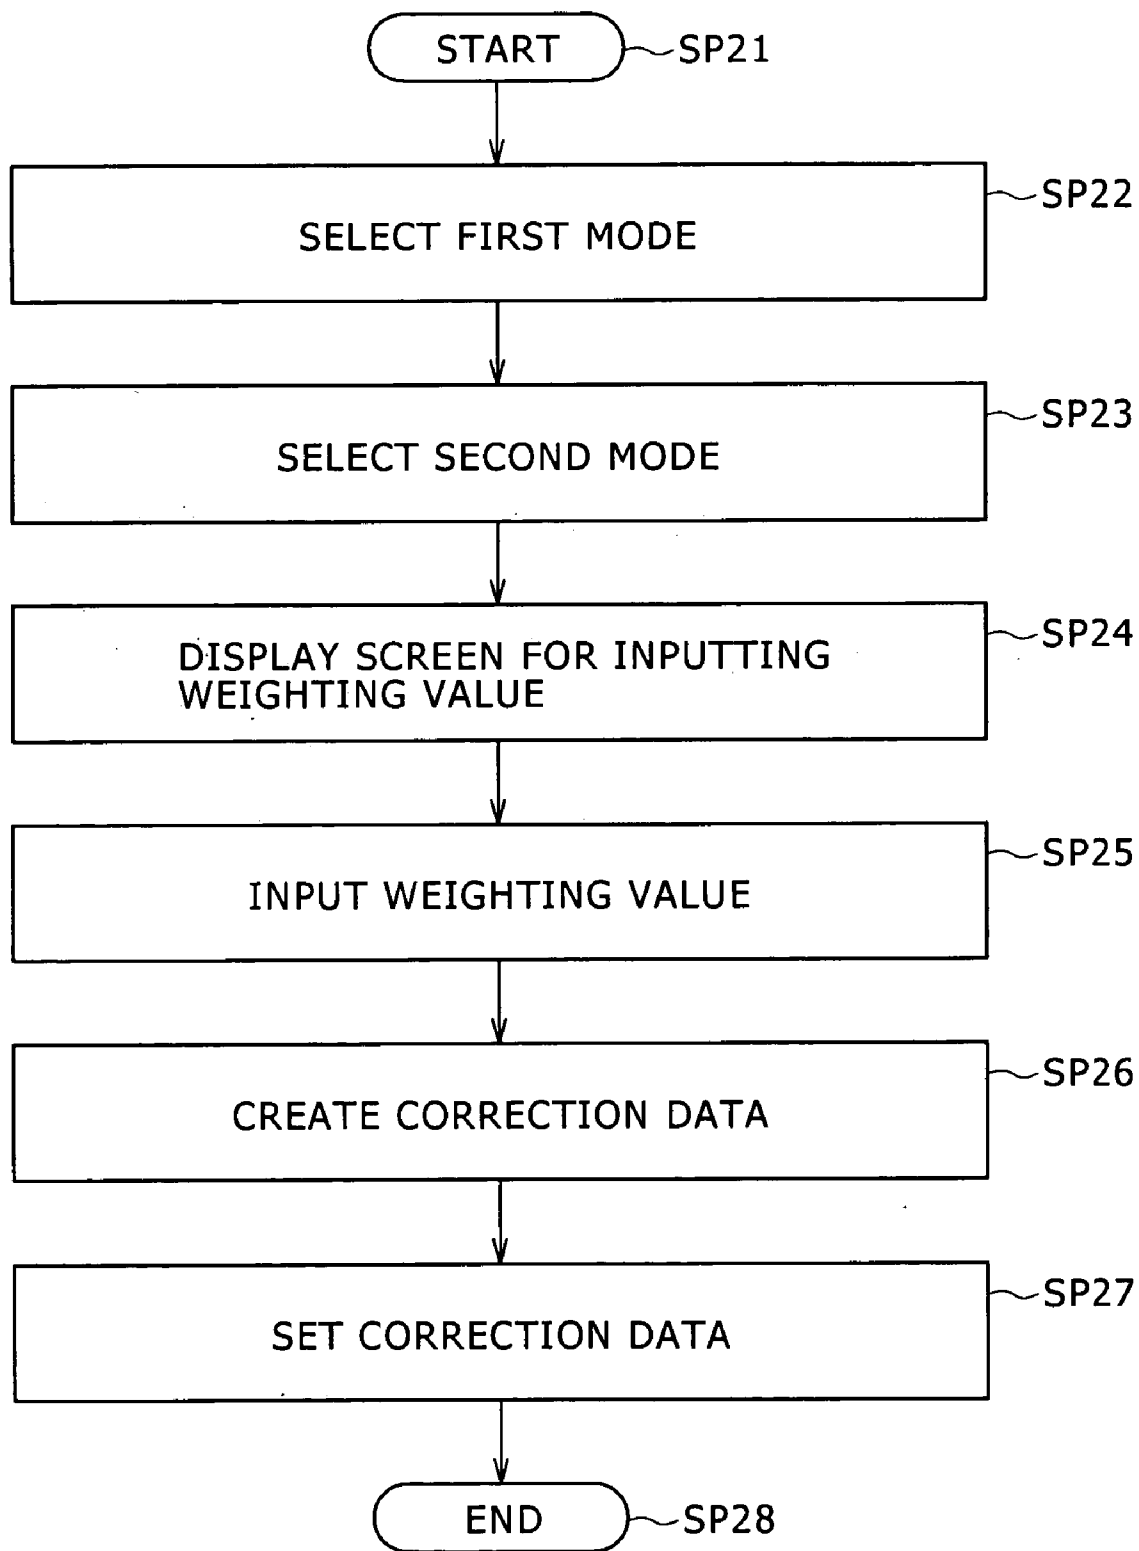 START
SP21
SELECT FIRST MODE
SP22
SELECT SECOND MODE
SP23
DISPLAY SCREEN FOR INPUTTING
WEIGHTING VALUE
SP24
INPUT WEIGHTING VALUE
SP25
CREATE CORRECTION DATA
SP26
SET CORRECTION DATA
SP27
END
SP28